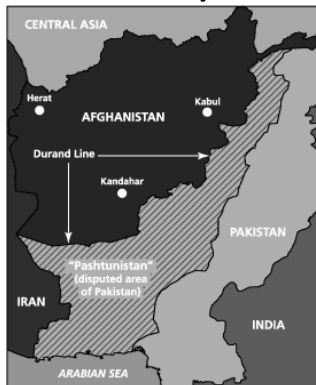 CENTRAL ASIA
Herat
Kabul
AFGHANISTAN
Durand Line
Kandahar
PAKISTAN
"Pashtunistan"
(disputed area
of Pakistan)
IRAN
INDIA
ARABIAN SEA